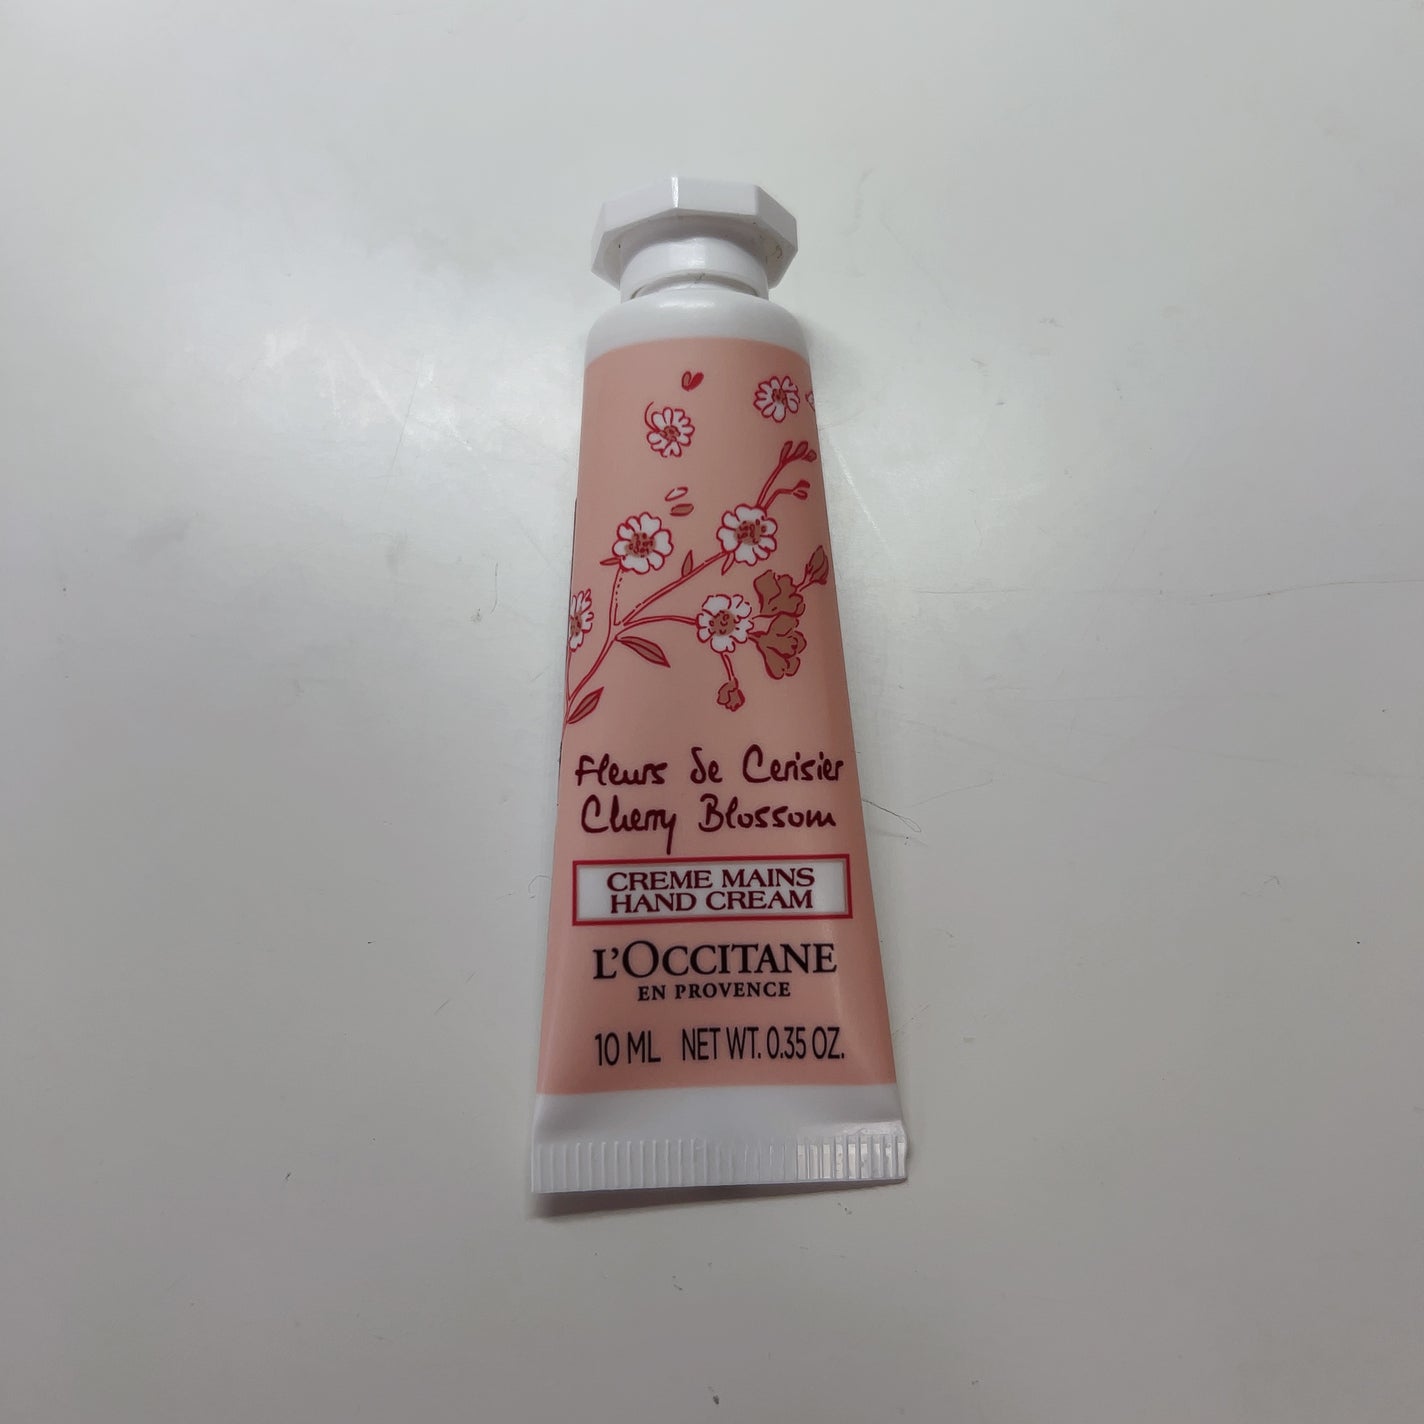 Fleurs de Cerisier
Cherry Blossom
CREME MAINS
HAND CREAM
L'OCCITANE
EN PROVENCE
10 ML NET WT. 0.35 OZ.